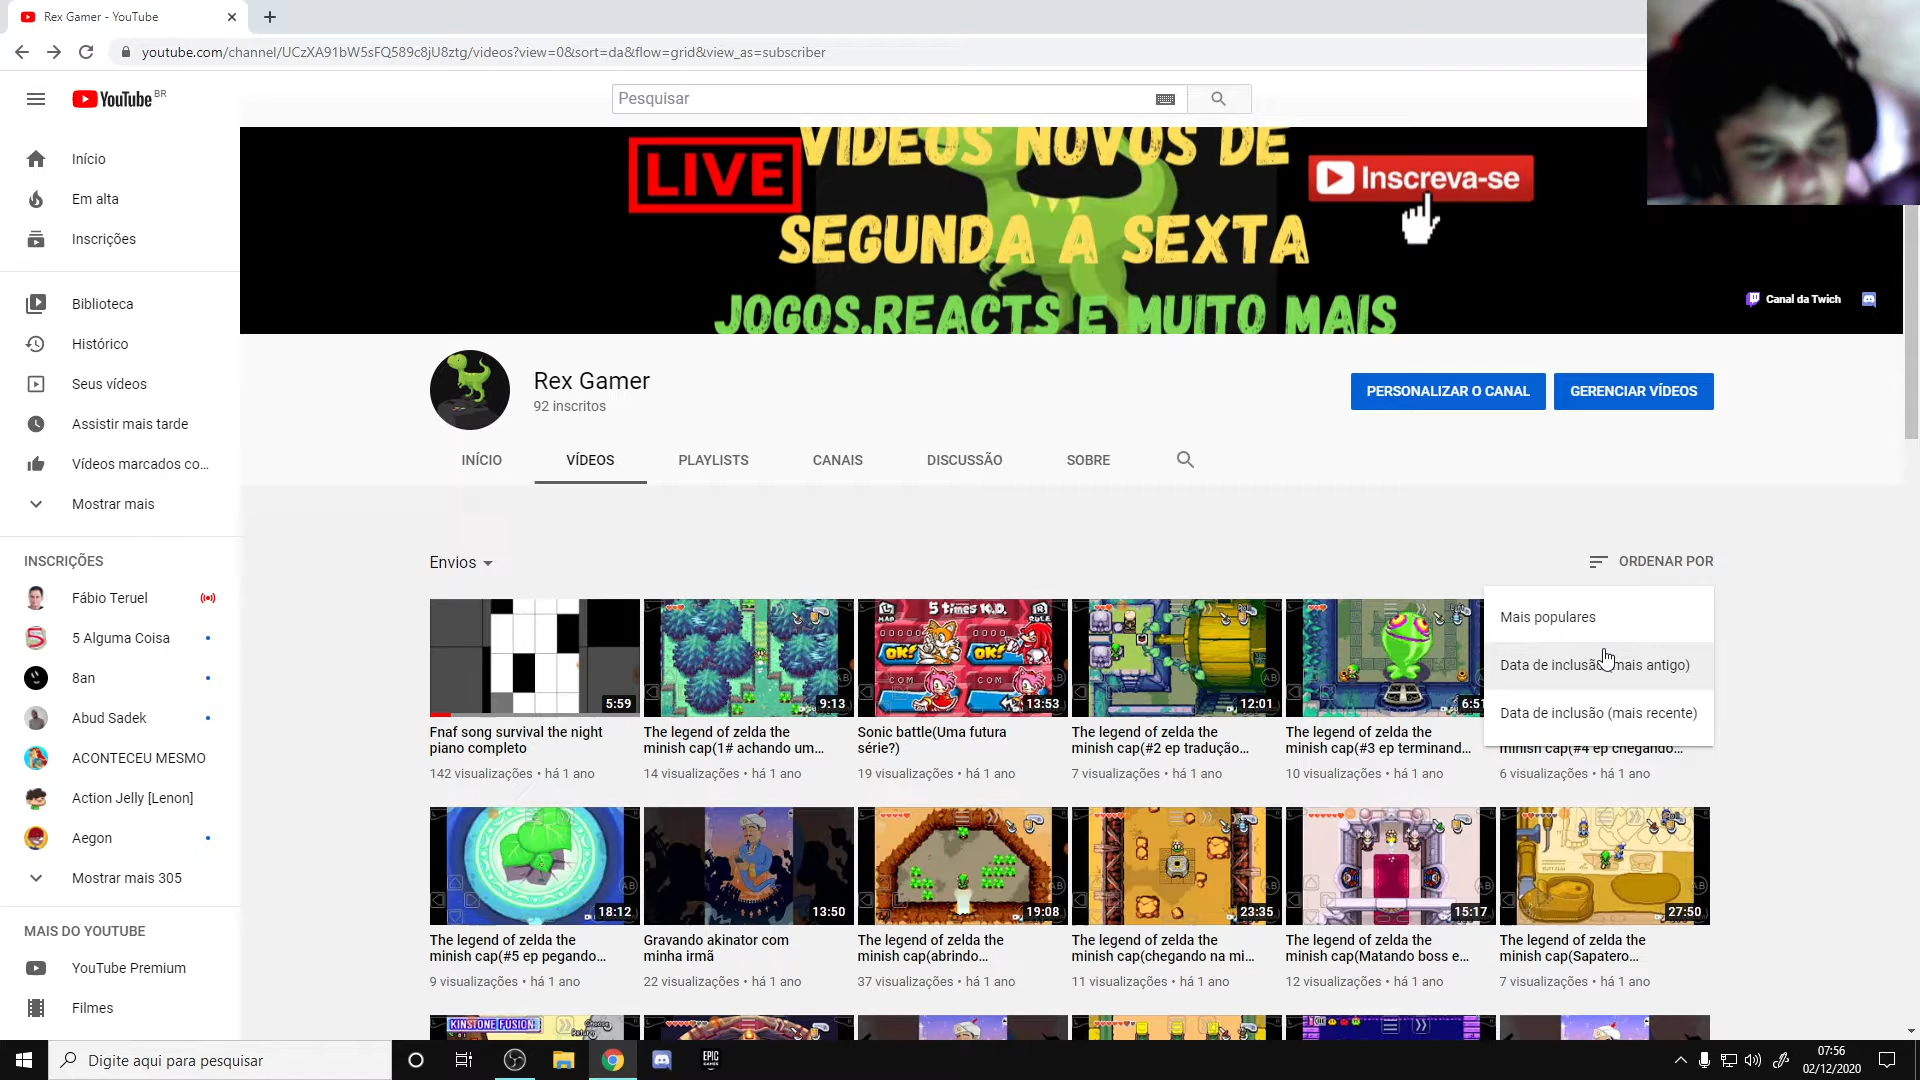 Rex Gamer - YouTube
youtube.com/channel/UCzXA91bW5sFQ589c8jU8ztg/videos?view=0&sort=da&flow=grid&view_as=subscriber
YouTube BR
Pesquisar
Início
Em alta
Inscrições
Biblioteca
Histórico
Seus vídeos
Assistir mais tarde
Vídeos marcados co...
Mostrar mais
INSCRIÇÕES
Fábio Teruel
5 Alguma Coisa
8an
Abud Sadek
ACONTECEU MESMO
Action Jelly [Lenon]
Aegon
Mostrar mais 305
MAIS DO YOUTUBE
YouTube Premium
Filmes
LIVE
VIDEOS NOVOS DE
SEGUNDA A SEXTA
JOGOS,REACTS E MUITO MAIS
Inscreva-se
Canal da Twich
Rex Gamer
92 inscritos
PERSONALIZAR O CANAL
GERENCIAR VÍDEOS
INÍCIO
VÍDEOS
PLAYLISTS
CANAIS
DISCUSSÃO
SOBRE
Envios
ORDENAR POR
Mais populares
Data de inclusão (mais antigo)
Data de inclusão (mais recente)
5:59
Fnaf song survival the night
piano completo
142 visualizações • há 1 ano
9:13
The legend of zelda the
minish cap(1# achando um...
14 visualizações • há 1 ano
5 times K.O.
OK!
OK!
COM
COM
13:53
Sonic battle(Uma futura
série?)
19 visualizações • há 1 ano
12:01
The legend of zelda the
minish cap(#2 ep tradução...
7 visualizações • há 1 ano
6:51
The legend of zelda the
minish cap(#3 ep terminand...
10 visualizações • há 1 ano
minish cap(#4 ep chegando...
6 visualizações • há 1 ano
18:12
The legend of zelda the
minish cap(#5 ep pegando...
9 visualizações • há 1 ano
13:50
Gravando akinator com
minha irmã
22 visualizações • há 1 ano
19:08
The legend of zelda the
minish cap(abrindo...
37 visualizações • há 1 ano
23:35
The legend of zelda the
minish cap(chegando na mi...
11 visualizações • há 1 ano
15:17
The legend of zelda the
minish cap(Matando boss e...
12 visualizações • há 1 ano
27:50
The legend of zelda the
minish cap(Sapatero...
7 visualizações • há 1 ano
KINSTONE FUSION
Digite aqui para pesquisar
EPIC GAMES
07:56
02/12/2020